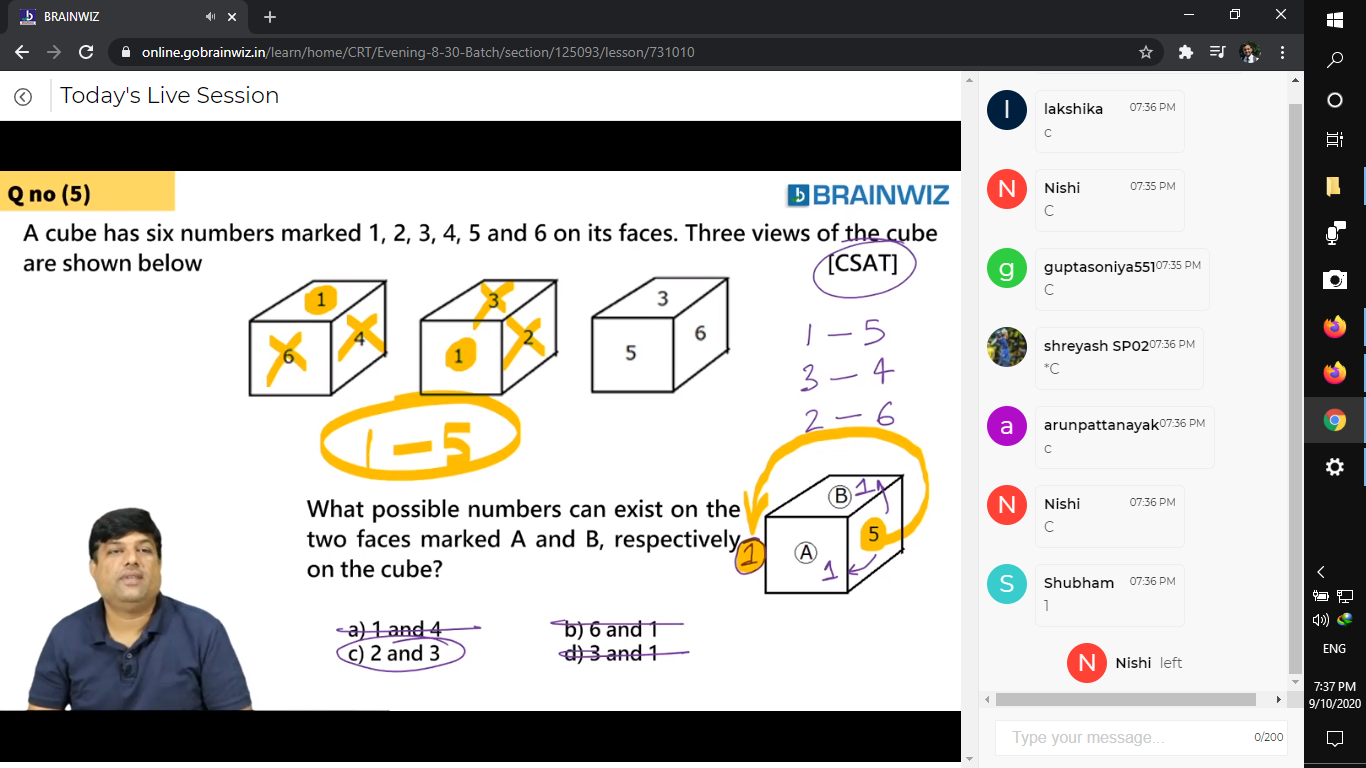 BRAINWIZ
online.gobrainwiz.in/learn/home/CRT/Evening-8-30-Batch/section/125093/lesson/731010
Today's Live Session
Q no (5)
BRAINWIZ
A cube has six numbers marked 1, 2, 3, 4, 5 and 6 on its faces. Three views of the cube
are shown below
[CSAT]
1
6
4
3
1
2
3
5
6
1 – 5
3 – 4
2 – 6
1 – 5
What possible numbers can exist on the
two faces marked A and B, respectively
on the cube?
B
1
5
1
A
1
a) 1 and 4
b) 6 and 1
c) 2 and 3
d) 3 and 1
l
lakshika
07:36 PM
c
N
Nishi
07:35 PM
C
g
guptasoniya551
07:35 PM
C
shreyash SP02
07:36 PM
*C
a
arunpattanayak
07:36 PM
c
N
Nishi
07:36 PM
C
S
Shubham
07:36 PM
1
N
Nishi left
Type your message...
0/200
ENG
7:37 PM
9/10/2020